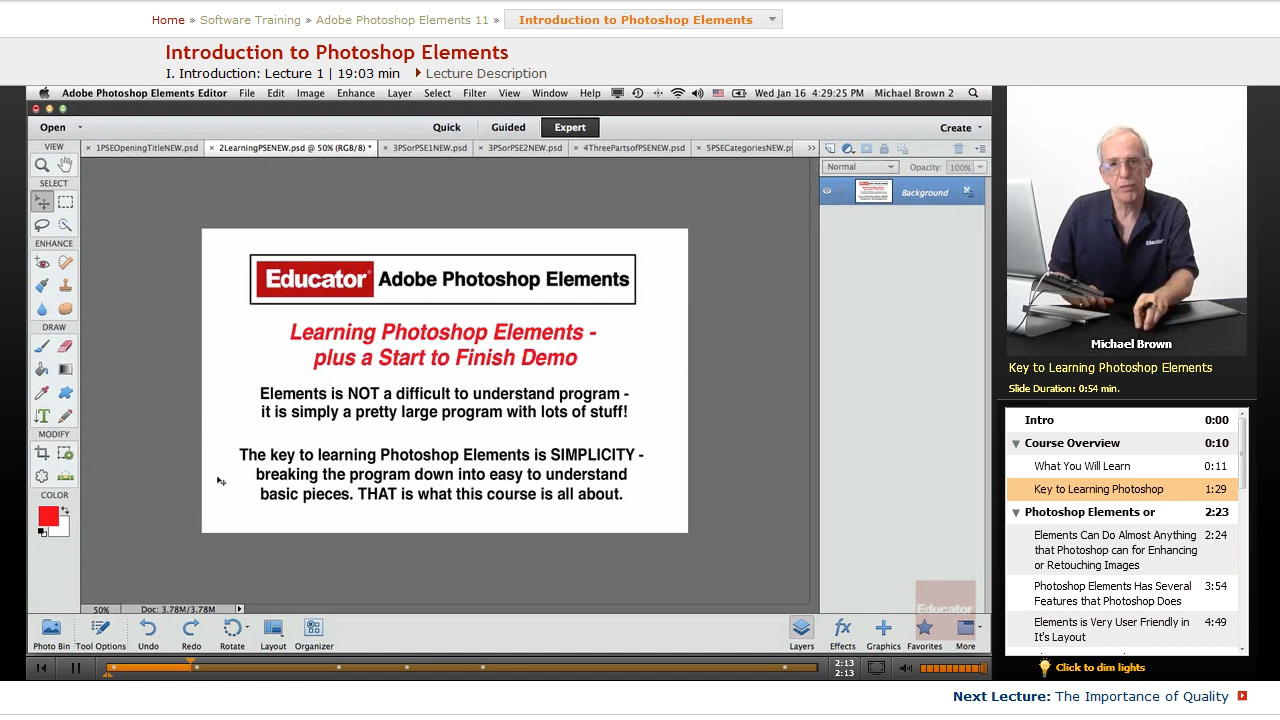 Home » Software Training » Adobe Photoshop Elements 11 » Introduction to Photoshop Elements
Introduction to Photoshop Elements
I. Introduction: Lecture 1 | 19:03 min Lecture Description
Adobe Photoshop Elements Editor File Edit Image Enhance Layer Select Filter View Window Help Wed Jan 16 4:29:25 PM Michael Brown 2
Open Quick Guided Expert Create
1PSEOpeningTitleNEW.psd 2LearningPSENEW.psd @ 50% (RGB/8) * 3PSorPSE1NEW.psd 3PSorPSE2NEW.psd 4ThreePartsofPSENEW.psd 5PSECategoriesNEW.ps
VIEW
SELECT
ENHANCE
DRAW
MODIFY
COLOR
Normal Opacity: 100%
Background
Educator Adobe Photoshop Elements
Learning Photoshop Elements -
plus a Start to Finish Demo
Elements is NOT a difficult to understand program -
it is simply a pretty large program with lots of stuff!
The key to learning Photoshop Elements is SIMPLICITY -
breaking the program down into easy to understand
basic pieces. THAT is what this course is all about.
50% Doc: 3.78M/3.78M
Educator
Photo Bin Tool Options Undo Redo Rotate Layout Organizer Layers Effects Graphics Favorites More
2:13
2:13
Educator
Michael Brown
Key to Learning Photoshop Elements
Slide Duration: 0:54 min.
Intro 0:00
Course Overview 0:10
What You Will Learn 0:11
Key to Learning Photoshop 1:29
Photoshop Elements or 2:23
Elements Can Do Almost Anything 2:24
that Photoshop can for Enhancing
or Retouching Images
Photoshop Elements Has Several 3:54
Features that Photoshop Does
Elements is Very User Friendly in 4:49
It's Layout
Click to dim lights
Next Lecture: The Importance of Quality